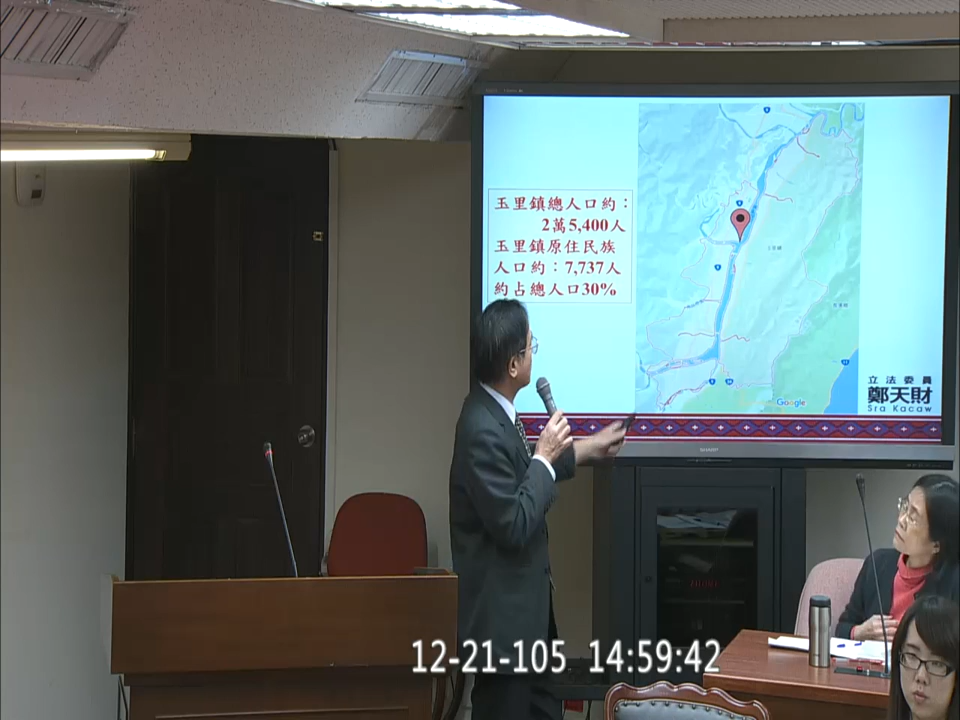 玉里鎮總人口約：
2萬5,400人
玉里鎮原住民族
人口約：7,737人
約占總人口30%
Google
立法委員
鄭天財
Sra Kacaw
SHARP
12-21-105 14:59:42